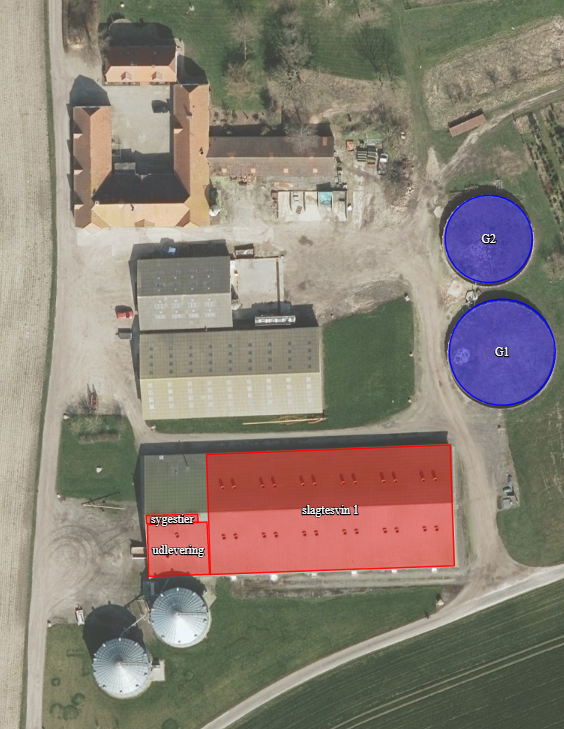 G2
G1
slagtesvin 1
sygestier
udlevering